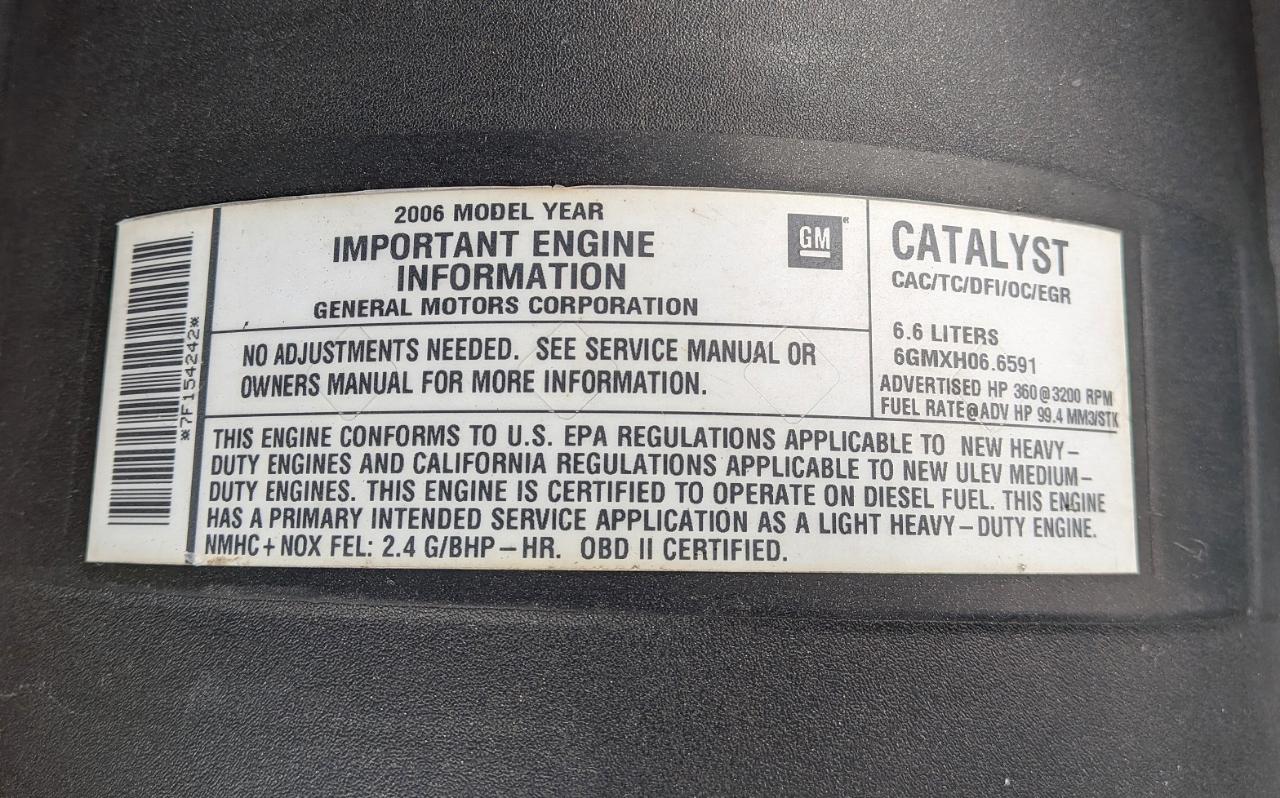 *7F154242*
2006 MODEL YEAR
IMPORTANT ENGINE
INFORMATION
GENERAL MOTORS CORPORATION
GM
CATALYST
CAC/TC/DFI/OC/EGR
6.6 LITERS
6GMXH06.6591
ADVERTISED HP 360@3200 RPM
FUEL RATE@ADV HP 99.4 MM3/STK
NO ADJUSTMENTS NEEDED. SEE SERVICE MANUAL OR
OWNERS MANUAL FOR MORE INFORMATION.
THIS ENGINE CONFORMS TO U.S. EPA REGULATIONS APPLICABLE TO NEW HEAVY-
DUTY ENGINES AND CALIFORNIA REGULATIONS APPLICABLE TO NEW ULEV MEDIUM-
DUTY ENGINES. THIS ENGINE IS CERTIFIED TO OPERATE ON DIESEL FUEL. THIS ENGINE
HAS A PRIMARY INTENDED SERVICE APPLICATION AS A LIGHT HEAVY-DUTY ENGINE.
NMHC+NOX FEL: 2.4 G/BHP-HR. OBD II CERTIFIED.